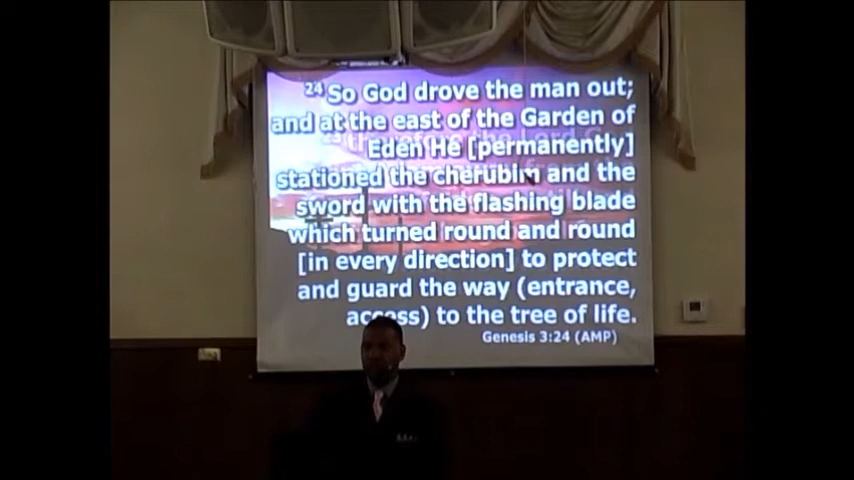 24 So God drove the man out;
and at the east of the Garden of
Eden He [permanently]
stationed the cherubim and the
sword with the flashing blade
which turned round and round
[in every direction] to protect
and guard the way (entrance,
access) to the tree of life.
Genesis 3:24 (AMP)